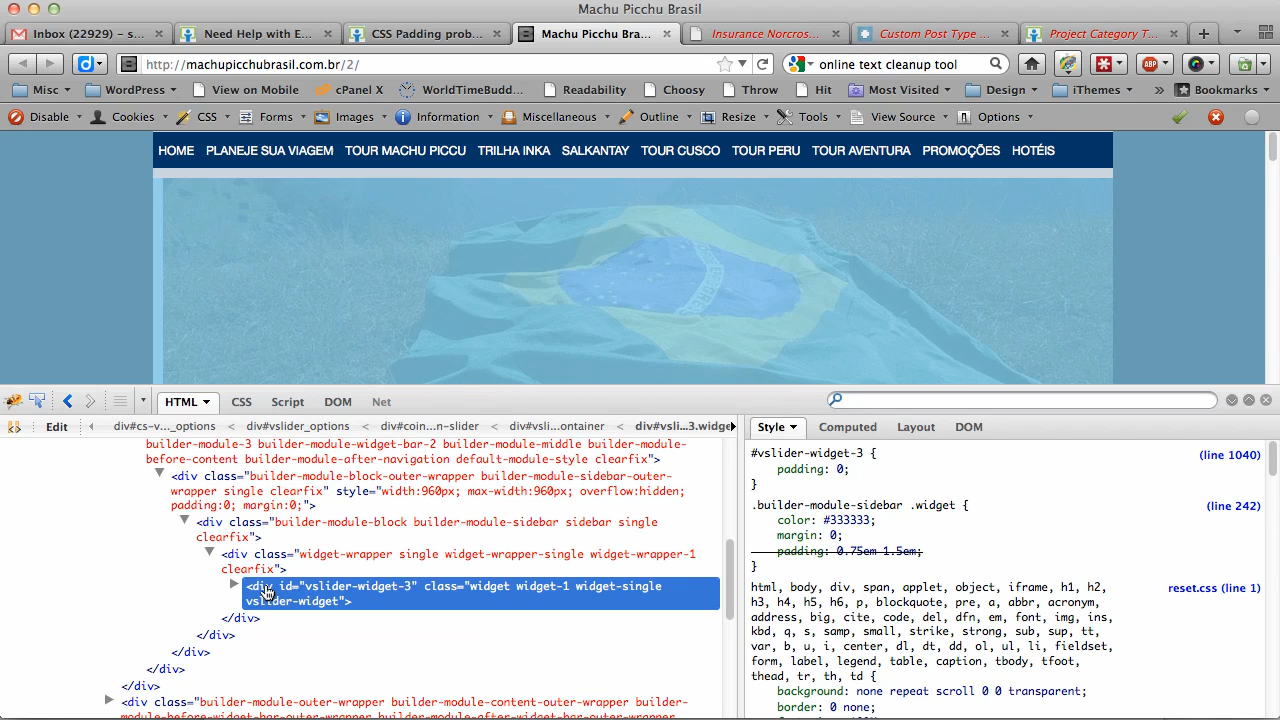 Machu Picchu Brasil
Inbox (22929) – s...
Need Help with E...
CSS Padding prob...
Machu Picchu Bra...
Insurance Norcros...
Custom Post Type ...
Project Category T...
http://machupicchubrasil.com.br/2/
online text cleanup tool
Misc
WordPress
View on Mobile
cPanel X
WorldTimeBudd...
Readability
Choosy
Throw
Hit
Most Visited
Design
iThemes
Bookmarks
Disable
Cookies
CSS
Forms
Images
Information
Miscellaneous
Outline
Resize
Tools
View Source
Options
HOME PLANEJE SUA VIAGEM TOUR MACHU PICCU TRILHA INKA SALKANTAY TOUR CUSCO TOUR PERU TOUR AVENTURA PROMOÇÕES HOTÉIS
HTML CSS Script DOM Net
Edit
div#cs-v..._options < div#vslider_options < div#coin...n-slider < div#vsli...ontainer < div#vsli...3.widge
builder-module-3 builder-module-widget-bar-2 builder-module-middle builder-module-
before-content builder-module-after-navigation default-module-style clearfix">
<div class="builder-module-block-outer-wrapper builder-module-sidebar-outer-
wrapper single clearfix" style="width:960px; max-width:960px; overflow:hidden;
padding:0; margin:0;">
<div class="builder-module-block builder-module-sidebar sidebar single
clearfix">
<div class="widget-wrapper single widget-wrapper-single widget-wrapper-1
clearfix">
<div id="vslider-widget-3" class="widget widget-1 widget-single
vslider-widget">
</div>
</div>
</div>
</div>
</div>
<div class="builder-module-outer-wrapper builder-module-content-outer-wrapper builder-
module-before-widget-bar-outer-wrapper builder-module-after-widget-bar-outer-wrapper
Style Computed Layout DOM
#vslider-widget-3 { (line 1040)
padding: 0;
}
.builder-module-sidebar .widget { (line 242)
color: #333333;
margin: 0;
padding: 0.75em 1.5em;
}
html, body, div, span, applet, object, iframe, h1, h2, reset.css (line 1)
h3, h4, h5, h6, p, blockquote, pre, a, abbr, acronym,
address, big, cite, code, del, dfn, em, font, img, ins,
kbd, q, s, samp, small, strike, strong, sub, sup, tt,
var, b, u, i, center, dl, dt, dd, ol, ul, li, fieldset,
form, label, legend, table, caption, tbody, tfoot,
thead, tr, th, td {
background: none repeat scroll 0 0 transparent;
border: 0 none;